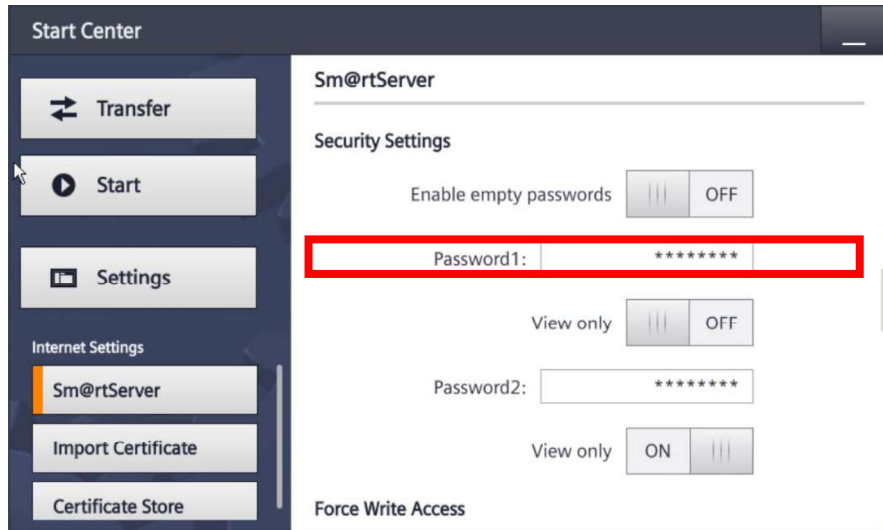 Start Center
Transfer
Start
Settings
Internet Settings
Sm@rtServer
Import Certificate
Certificate Store
Sm@rtServer
Security Settings
Enable empty passwords OFF
Password1: ********
View only OFF
Password2: ********
View only ON
Force Write Access